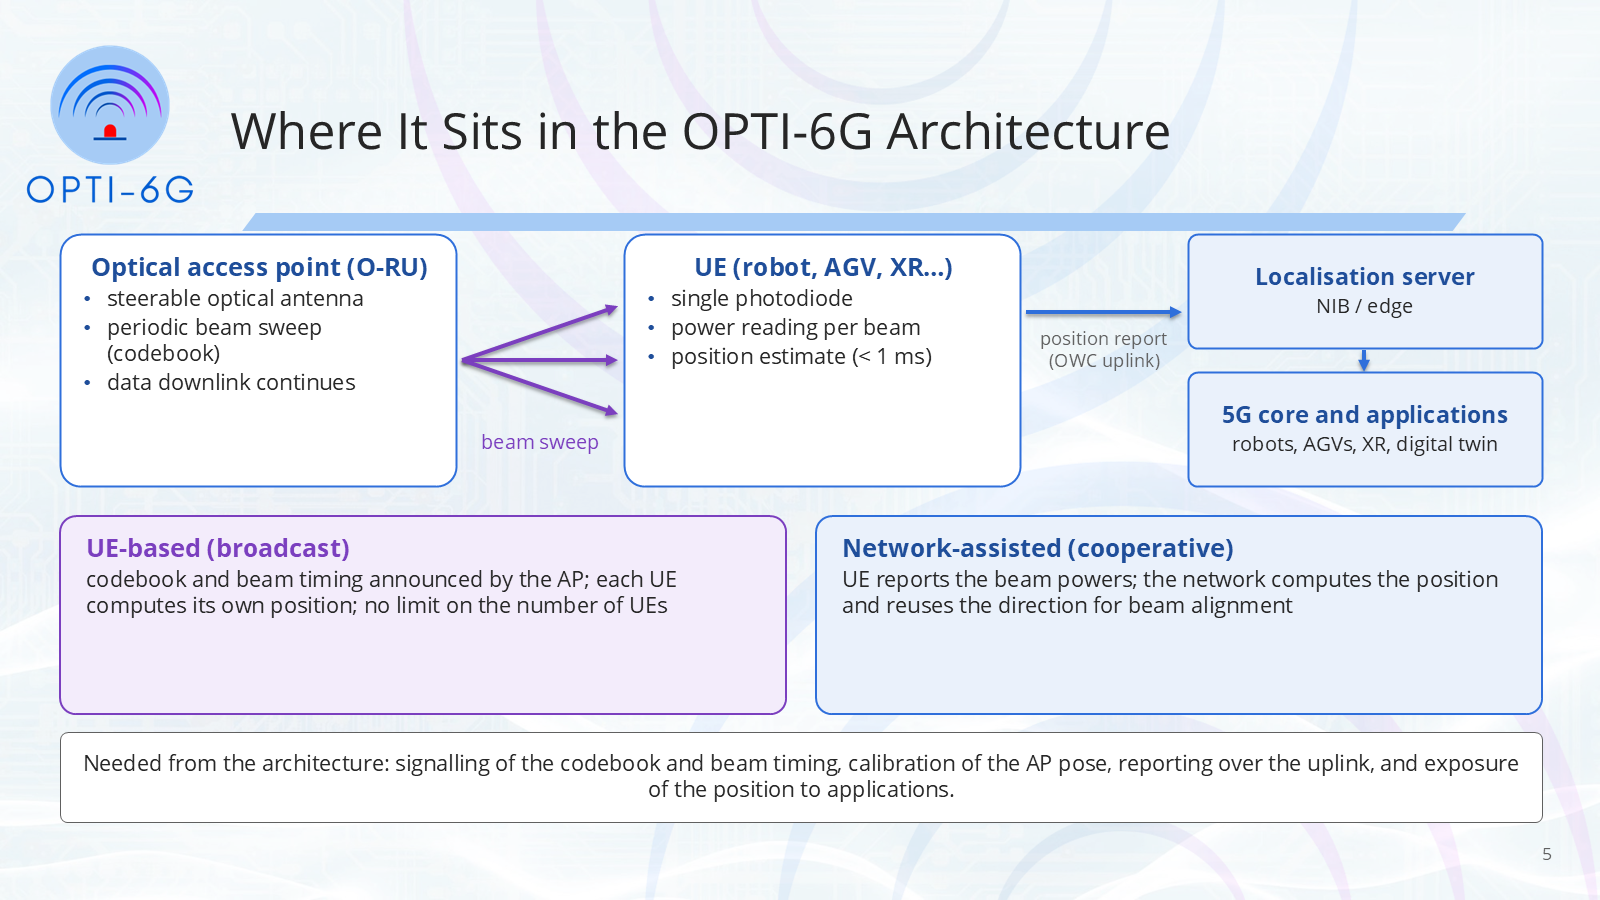 OPTI-6G
Where It Sits in the OPTI-6G Architecture
Optical access point (O-RU)
• steerable optical antenna
• periodic beam sweep
(codebook)
• data downlink continues
beam sweep
UE (robot, AGV, XR...)
• single photodiode
• power reading per beam
• position estimate (< 1 ms)
position report
(OWC uplink)
Localisation server
NIB / edge
5G core and applications
robots, AGVs, XR, digital twin
UE-based (broadcast)
codebook and beam timing announced by the AP; each UE
computes its own position; no limit on the number of UEs
Network-assisted (cooperative)
UE reports the beam powers; the network computes the position
and reuses the direction for beam alignment
Needed from the architecture: signalling of the codebook and beam timing, calibration of the AP pose, reporting over the uplink, and exposure
of the position to applications.
5